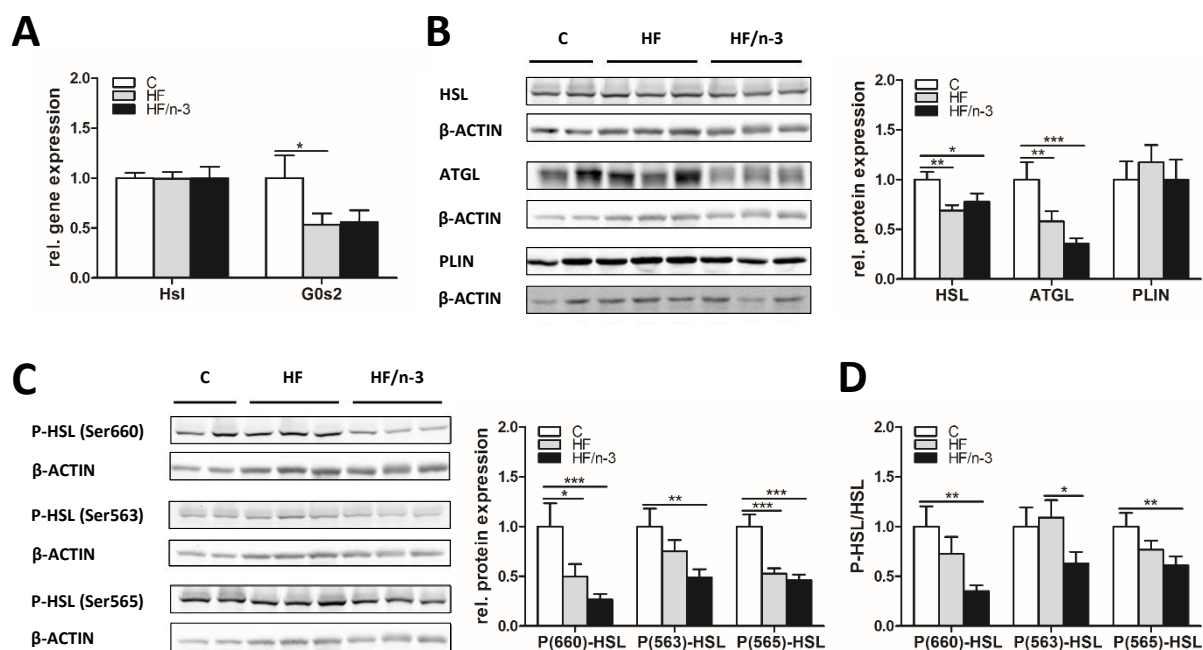 A
2.0
1.5
1.0
0.5
0.0
rel. gene expression
C
HF
HF/n-3
*
Hsl
G0s2
B
C
HF
HF/n-3
HSL
β-ACTIN
ATGL
β-ACTIN
PLIN
β-ACTIN
2.0
1.5
1.0
0.5
0.0
rel. protein expression
C
HF
HF/n-3
*
**
***
**
HSL
ATGL
PLIN
C
C
HF
HF/n-3
P-HSL (Ser660)
β-ACTIN
P-HSL (Ser563)
β-ACTIN
P-HSL (Ser565)
β-ACTIN
2.0
1.5
1.0
0.5
0.0
rel. protein expression
C
HF
HF/n-3
***
*
**
***
***
P(660)-HSL
P(563)-HSL
P(565)-HSL
D
2.0
1.5
1.0
0.5
0.0
P-HSL/HSL
C
HF
HF/n-3
**
*
**
P(660)-HSL
P(563)-HSL
P(565)-HSL